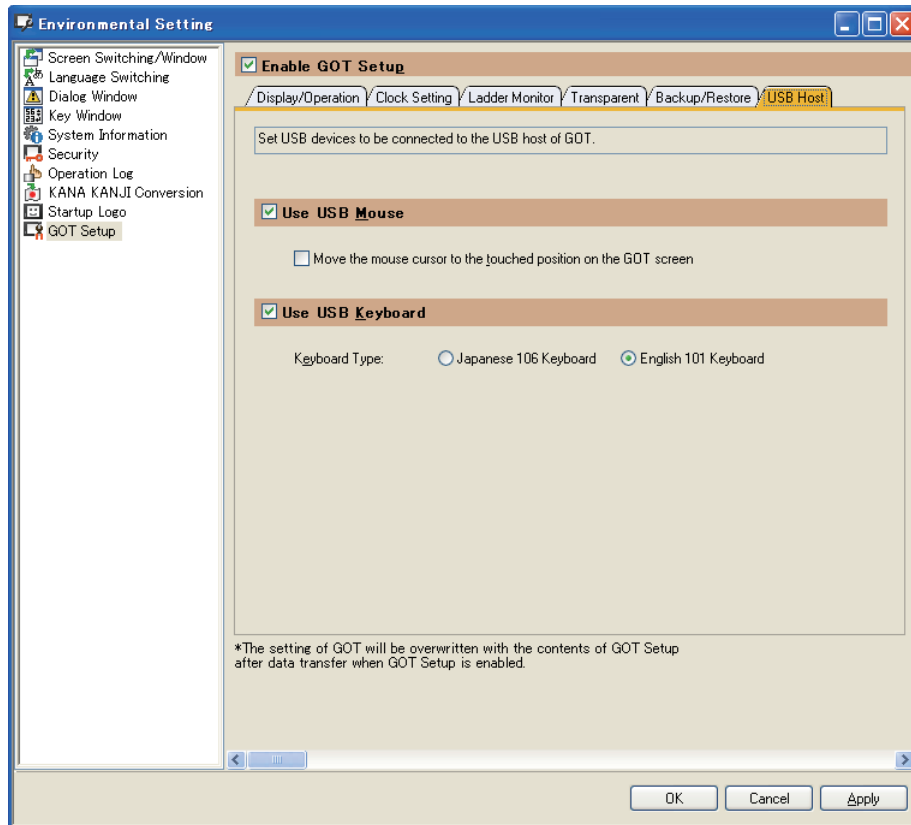 Environmental Setting
Screen Switching/Window
Language Switching
Dialog Window
Key Window
System Information
Security
Operation Log
KANA KANJI Conversion
Startup Logo
GOT Setup
Enable GOT Setup
Display/Operation Clock Setting Ladder Monitor Transparent Backup/Restore USB Host
Set USB devices to be connected to the USB host of GOT.
Use USB Mouse
Move the mouse cursor to the touched position on the GOT screen
Use USB Keyboard
Keyboard Type: Japanese 106 Keyboard English 101 Keyboard
*The setting of GOT will be overwritten with the contents of GOT Setup
after data transfer when GOT Setup is enabled.
OK Cancel Apply